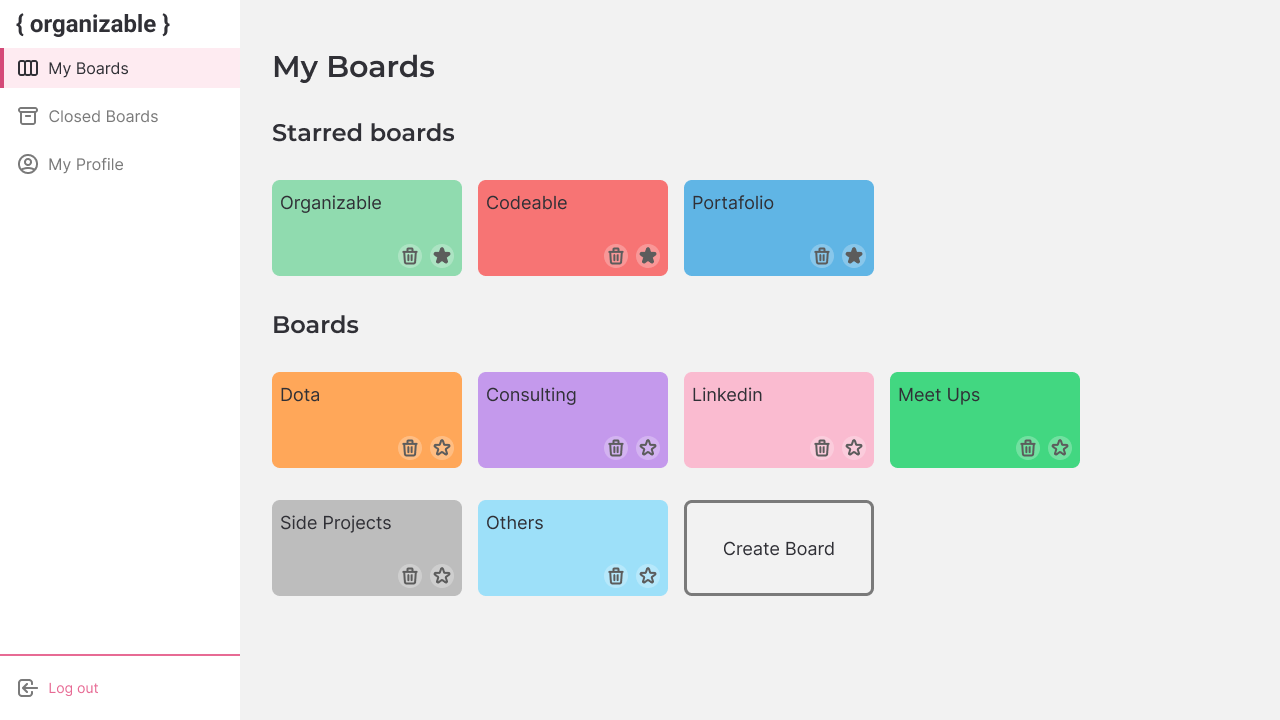 { organizable }
My Boards
Closed Boards
My Profile
Log out
My Boards
Starred boards
Organizable
Codeable
Portafolio
Boards
Dota
Consulting
Linkedin
Meet Ups
Side Projects
Others
Create Board